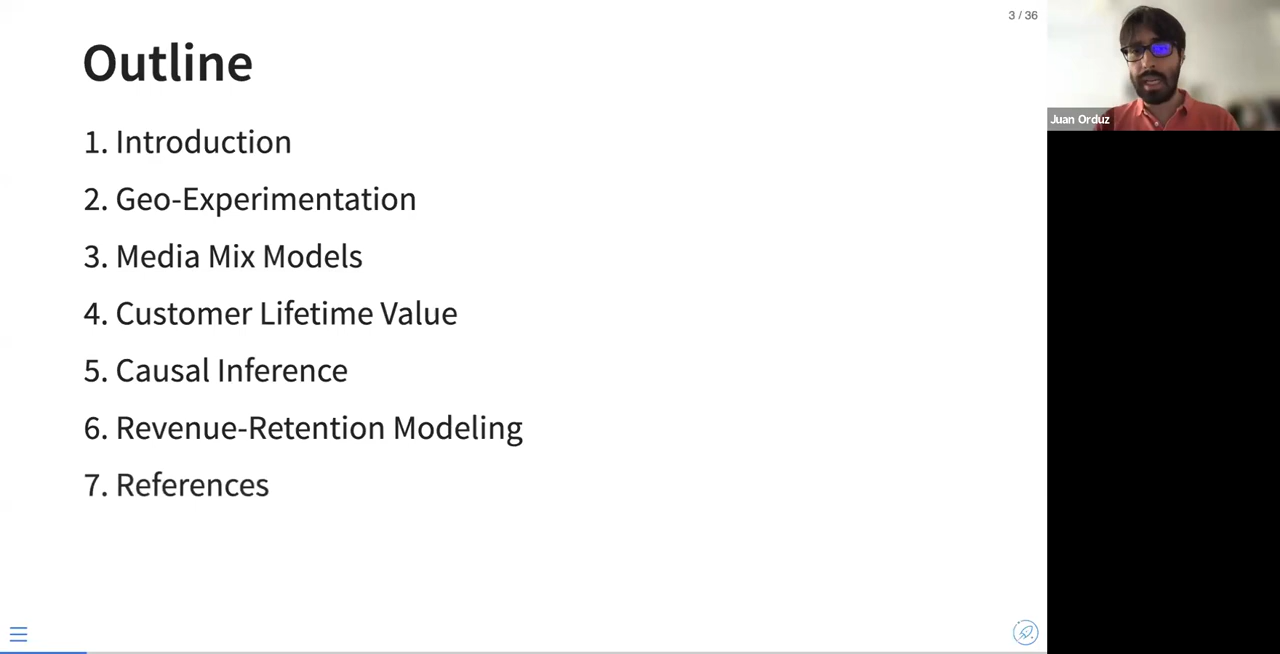 3 / 36
Outline
1. Introduction
2. Geo-Experimentation
3. Media Mix Models
4. Customer Lifetime Value
5. Causal Inference
6. Revenue-Retention Modeling
7. References
Juan Orduz